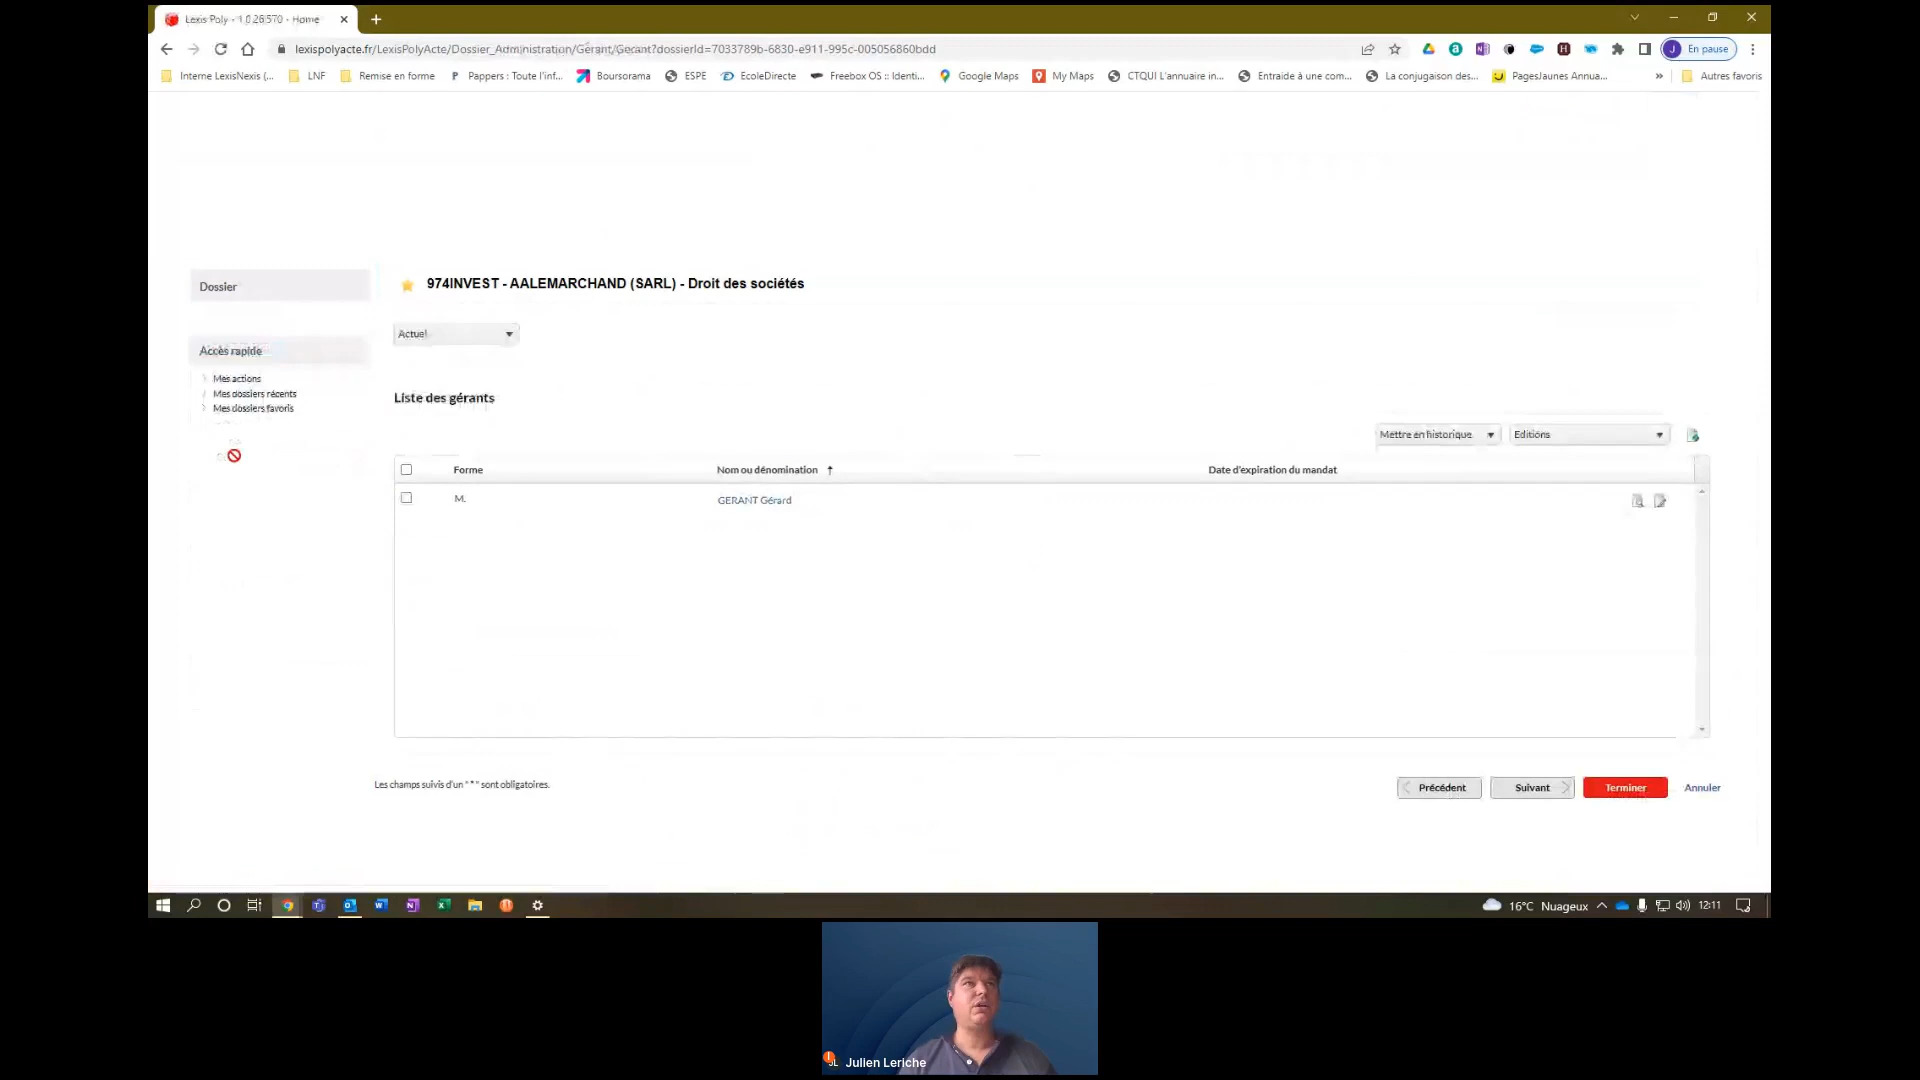 Lexis Poly - 1.0.26.570 - Home
lexispolyacte.fr/LexisPolyActe/Dossier_Administration/Gerant/Gerant?dossierId=7033789b-6830-e911-995c-005056860bdd
J En pause
Interne LexisNexis (... LNF Remise en forme Pappers : Toute l'inf... Boursorama ESPE EcoleDirecte Freebox OS :: Identi... Google Maps My Maps CTQUI L'annuaire in... Entraide à une com... La conjugaison des... PagesJaunes Annua... » Autres favoris
Dossier
974INVEST - AALEMARCHAND (SARL) - Droit des sociétés
Actuel
Accès rapide
Mes actions
Mes dossiers récents
Mes dossiers favoris
Liste des gérants
Mettre en historique Editions
Forme Nom ou dénomination Date d'expiration du mandat
M. GERANT Gérard
Les champs suivis d'un "*" sont obligatoires.
Précédent Suivant Terminer Annuler
16°C Nuageux 12:11
JL Julien Leriche